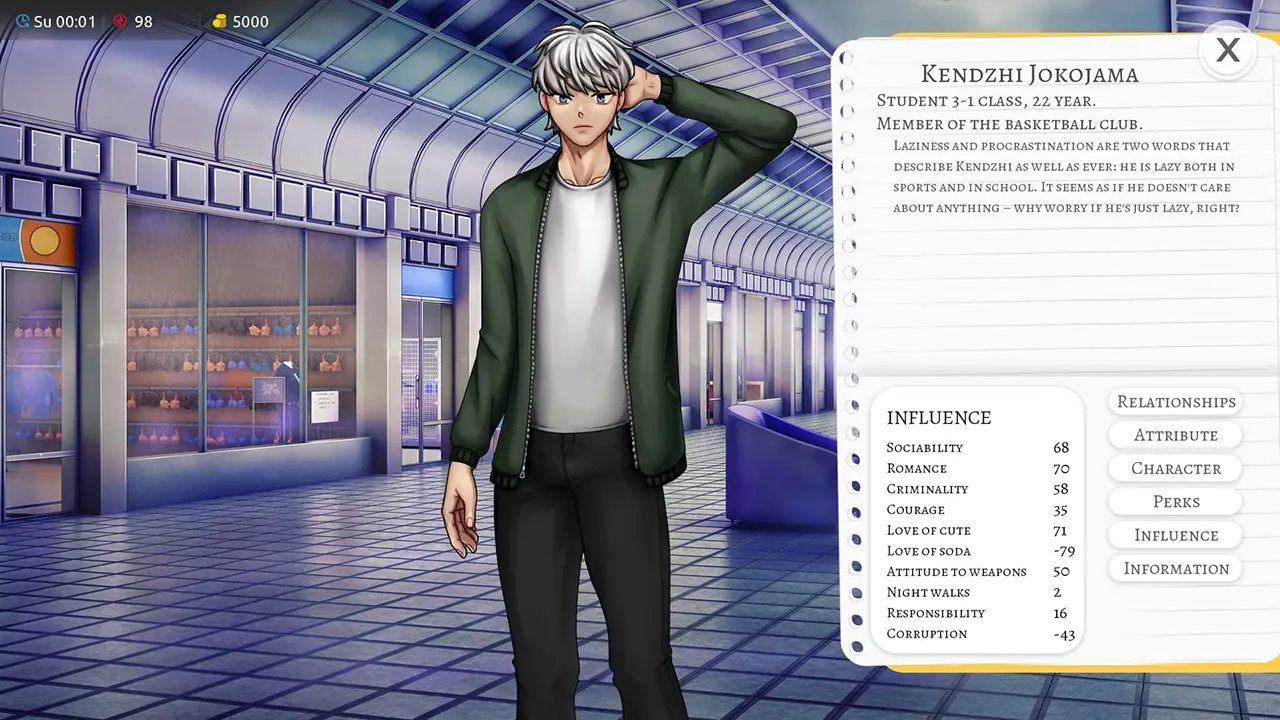 Su 00:01 98 5000
X
Kendzhi Jokojama
Student 3-1 class, 22 year.
Member of the basketball club.
Laziness and procrastination are two words that
describe Kendzhi as well as ever: he is lazy both in
sports and in school. It seems as if he doesn't care
about anything – why worry if he's just lazy, right?
INFLUENCE
Sociability 68
Romance 70
Criminality 58
Courage 35
Love of cute 71
Love of soda -79
Attitude to weapons 50
Night walks 2
Responsibility 16
Corruption -43
Relationships
Attribute
Character
Perks
Influence
Information